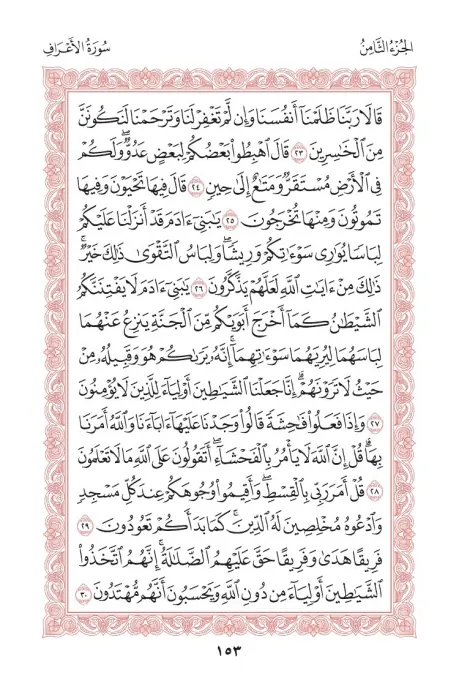 الجُزْءُ الثَّامِنُ
سُورَةُ الأَعْرَافِ
قَالَا رَبَّنَا ظَلَمْنَا أَنفُسَنَا وَإِن لَّمْ تَغْفِرْ لَنَا وَتَرْحَمْنَا لَنَكُونَنَّ
مِنَ الْخَٰسِرِينَ ٢٣ قَالَ اهْبِطُوا۟ بَعْضُكُمْ لِبَعْضٍ عَدُوٌّ ۖ وَلَكُمْ
فِى الْأَرْضِ مُسْتَقَرٌّ وَمَتَٰعٌ إِلَىٰ حِينٍ ٢٤ قَالَ فِيهَا تَحْيَوْنَ وَفِيهَا
تَمُوتُونَ وَمِنْهَا تُخْرَجُونَ ٢٥ يَٰبَنِىٓ ءَادَمَ قَدْ أَنزَلْنَا عَلَيْكُمْ
لِبَاسًا يُوَٰرِى سَوْءَٰتِكُمْ وَرِيشًا ۖ وَلِبَاسُ التَّقْوَىٰ ذَٰلِكَ خَيْرٌ ۚ
ذَٰلِكَ مِنْ ءَايَٰتِ اللَّهِ لَعَلَّهُمْ يَذَّكَّرُونَ ٢٦ يَٰبَنِىٓ ءَادَمَ لَا يَفْتِنَنَّكُمُ
الشَّيْطَٰنُ كَمَآ أَخْرَجَ أَبَوَيْكُم مِّنَ الْجَنَّةِ يَنزِعُ عَنْهُمَا
لِبَاسَهُمَا لِيُرِيَهُمَا سَوْءَٰتِهِمَآ ۗ إِنَّهُۥ يَرَىٰكُمْ هُوَ وَقَبِيلُهُۥ مِنْ
حَيْثُ لَا تَرَوْنَهُمْ ۗ إِنَّا جَعَلْنَا الشَّيَٰطِينَ أَوْلِيَآءَ لِلَّذِينَ لَا يُؤْمِنُونَ
٢٧ وَإِذَا فَعَلُوا۟ فَٰحِشَةً قَالُوا۟ وَجَدْنَا عَلَيْهَآ ءَابَآءَنَا وَاللَّهُ أَمَرَنَا
بِهَا ۗ قُلْ إِنَّ اللَّهَ لَا يَأْمُرُ بِالْفَحْشَآءِ ۖ أَتَقُولُونَ عَلَى اللَّهِ مَا لَا تَعْلَمُونَ
٢٨ قُلْ أَمَرَ رَبِّى بِالْقِسْطِ ۖ وَأَقِيمُوا۟ وُجُوهَكُمْ عِندَ كُلِّ مَسْجِدٍ
وَادْعُوهُ مُخْلِصِينَ لَهُ الدِّينَ ۚ كَمَا بَدَأَكُمْ تَعُودُونَ ٢٩
فَرِيقًا هَدَىٰ وَفَرِيقًا حَقَّ عَلَيْهِمُ الضَّلَٰلَةُ ۗ إِنَّهُمُ اتَّخَذُوا۟
الشَّيَٰطِينَ أَوْلِيَآءَ مِن دُونِ اللَّهِ وَيَحْسَبُونَ أَنَّهُم مُّهْتَدُونَ ٣٠
١٥٣